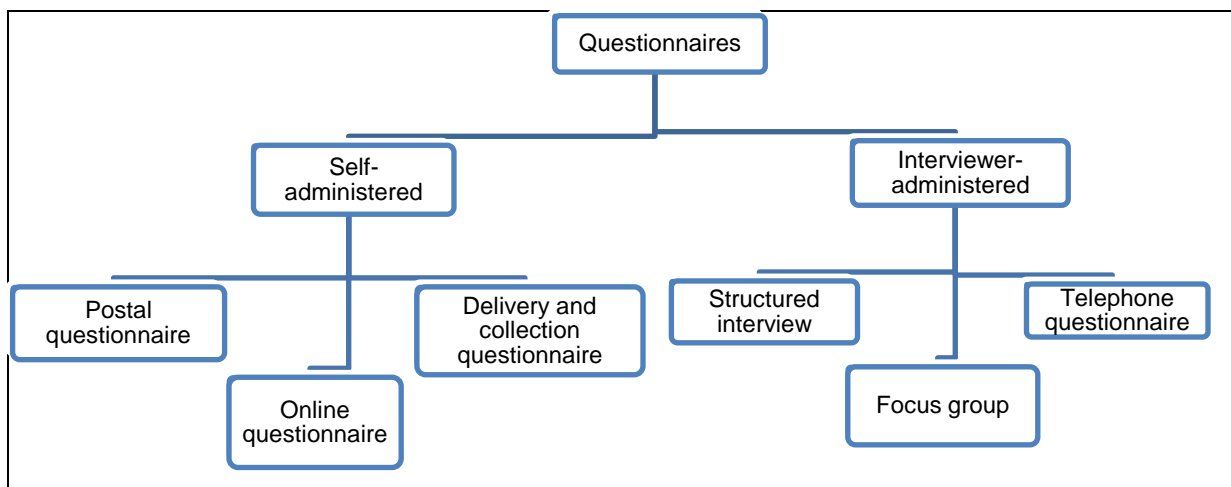 Questionnaires
Self-
administered
Interviewer-
administered
Postal
questionnaire
Online
questionnaire
Delivery and
collection
questionnaire
Structured
interview
Focus group
Telephone
questionnaire